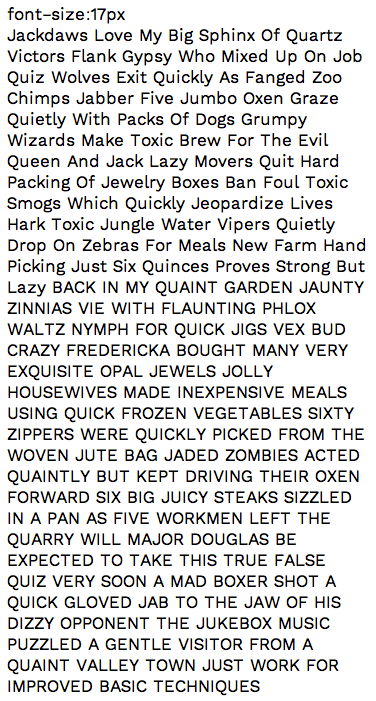 font-size:17px
Jackdaws Love My Big Sphinx Of Quartz
Victors Flank Gypsy Who Mixed Up On Job
Quiz Wolves Exit Quickly As Fanged Zoo
Chimps Jabber Five Jumbo Oxen Graze
Quietly With Packs Of Dogs Grumpy
Wizards Make Toxic Brew For The Evil
Queen And Jack Lazy Movers Quit Hard
Packing Of Jewelry Boxes Ban Foul Toxic
Smogs Which Quickly Jeopardize Lives
Hark Toxic Jungle Water Vipers Quietly
Drop On Zebras For Meals New Farm Hand
Picking Just Six Quinces Proves Strong But
Lazy BACK IN MY QUAINT GARDEN JAUNTY
ZINNIAS VIE WITH FLAUNTING PHLOX
WALTZ NYMPH FOR QUICK JIGS VEX BUD
CRAZY FREDERICKA BOUGHT MANY VERY
EXQUISITE OPAL JEWELS JOLLY
HOUSEWIVES MADE INEXPENSIVE MEALS
USING QUICK FROZEN VEGETABLES SIXTY
ZIPPERS WERE QUICKLY PICKED FROM THE
WOVEN JUTE BAG JADED ZOMBIES ACTED
QUAINTLY BUT KEPT DRIVING THEIR OXEN
FORWARD SIX BIG JUICY STEAKS SIZZLED
IN A PAN AS FIVE WORKMEN LEFT THE
QUARRY WILL MAJOR DOUGLAS BE
EXPECTED TO TAKE THIS TRUE FALSE
QUIZ VERY SOON A MAD BOXER SHOT A
QUICK GLOVED JAB TO THE JAW OF HIS
DIZZY OPPONENT THE JUKEBOX MUSIC
PUZZLED A GENTLE VISITOR FROM A
QUAINT VALLEY TOWN JUST WORK FOR
IMPROVED BASIC TECHNIQUES